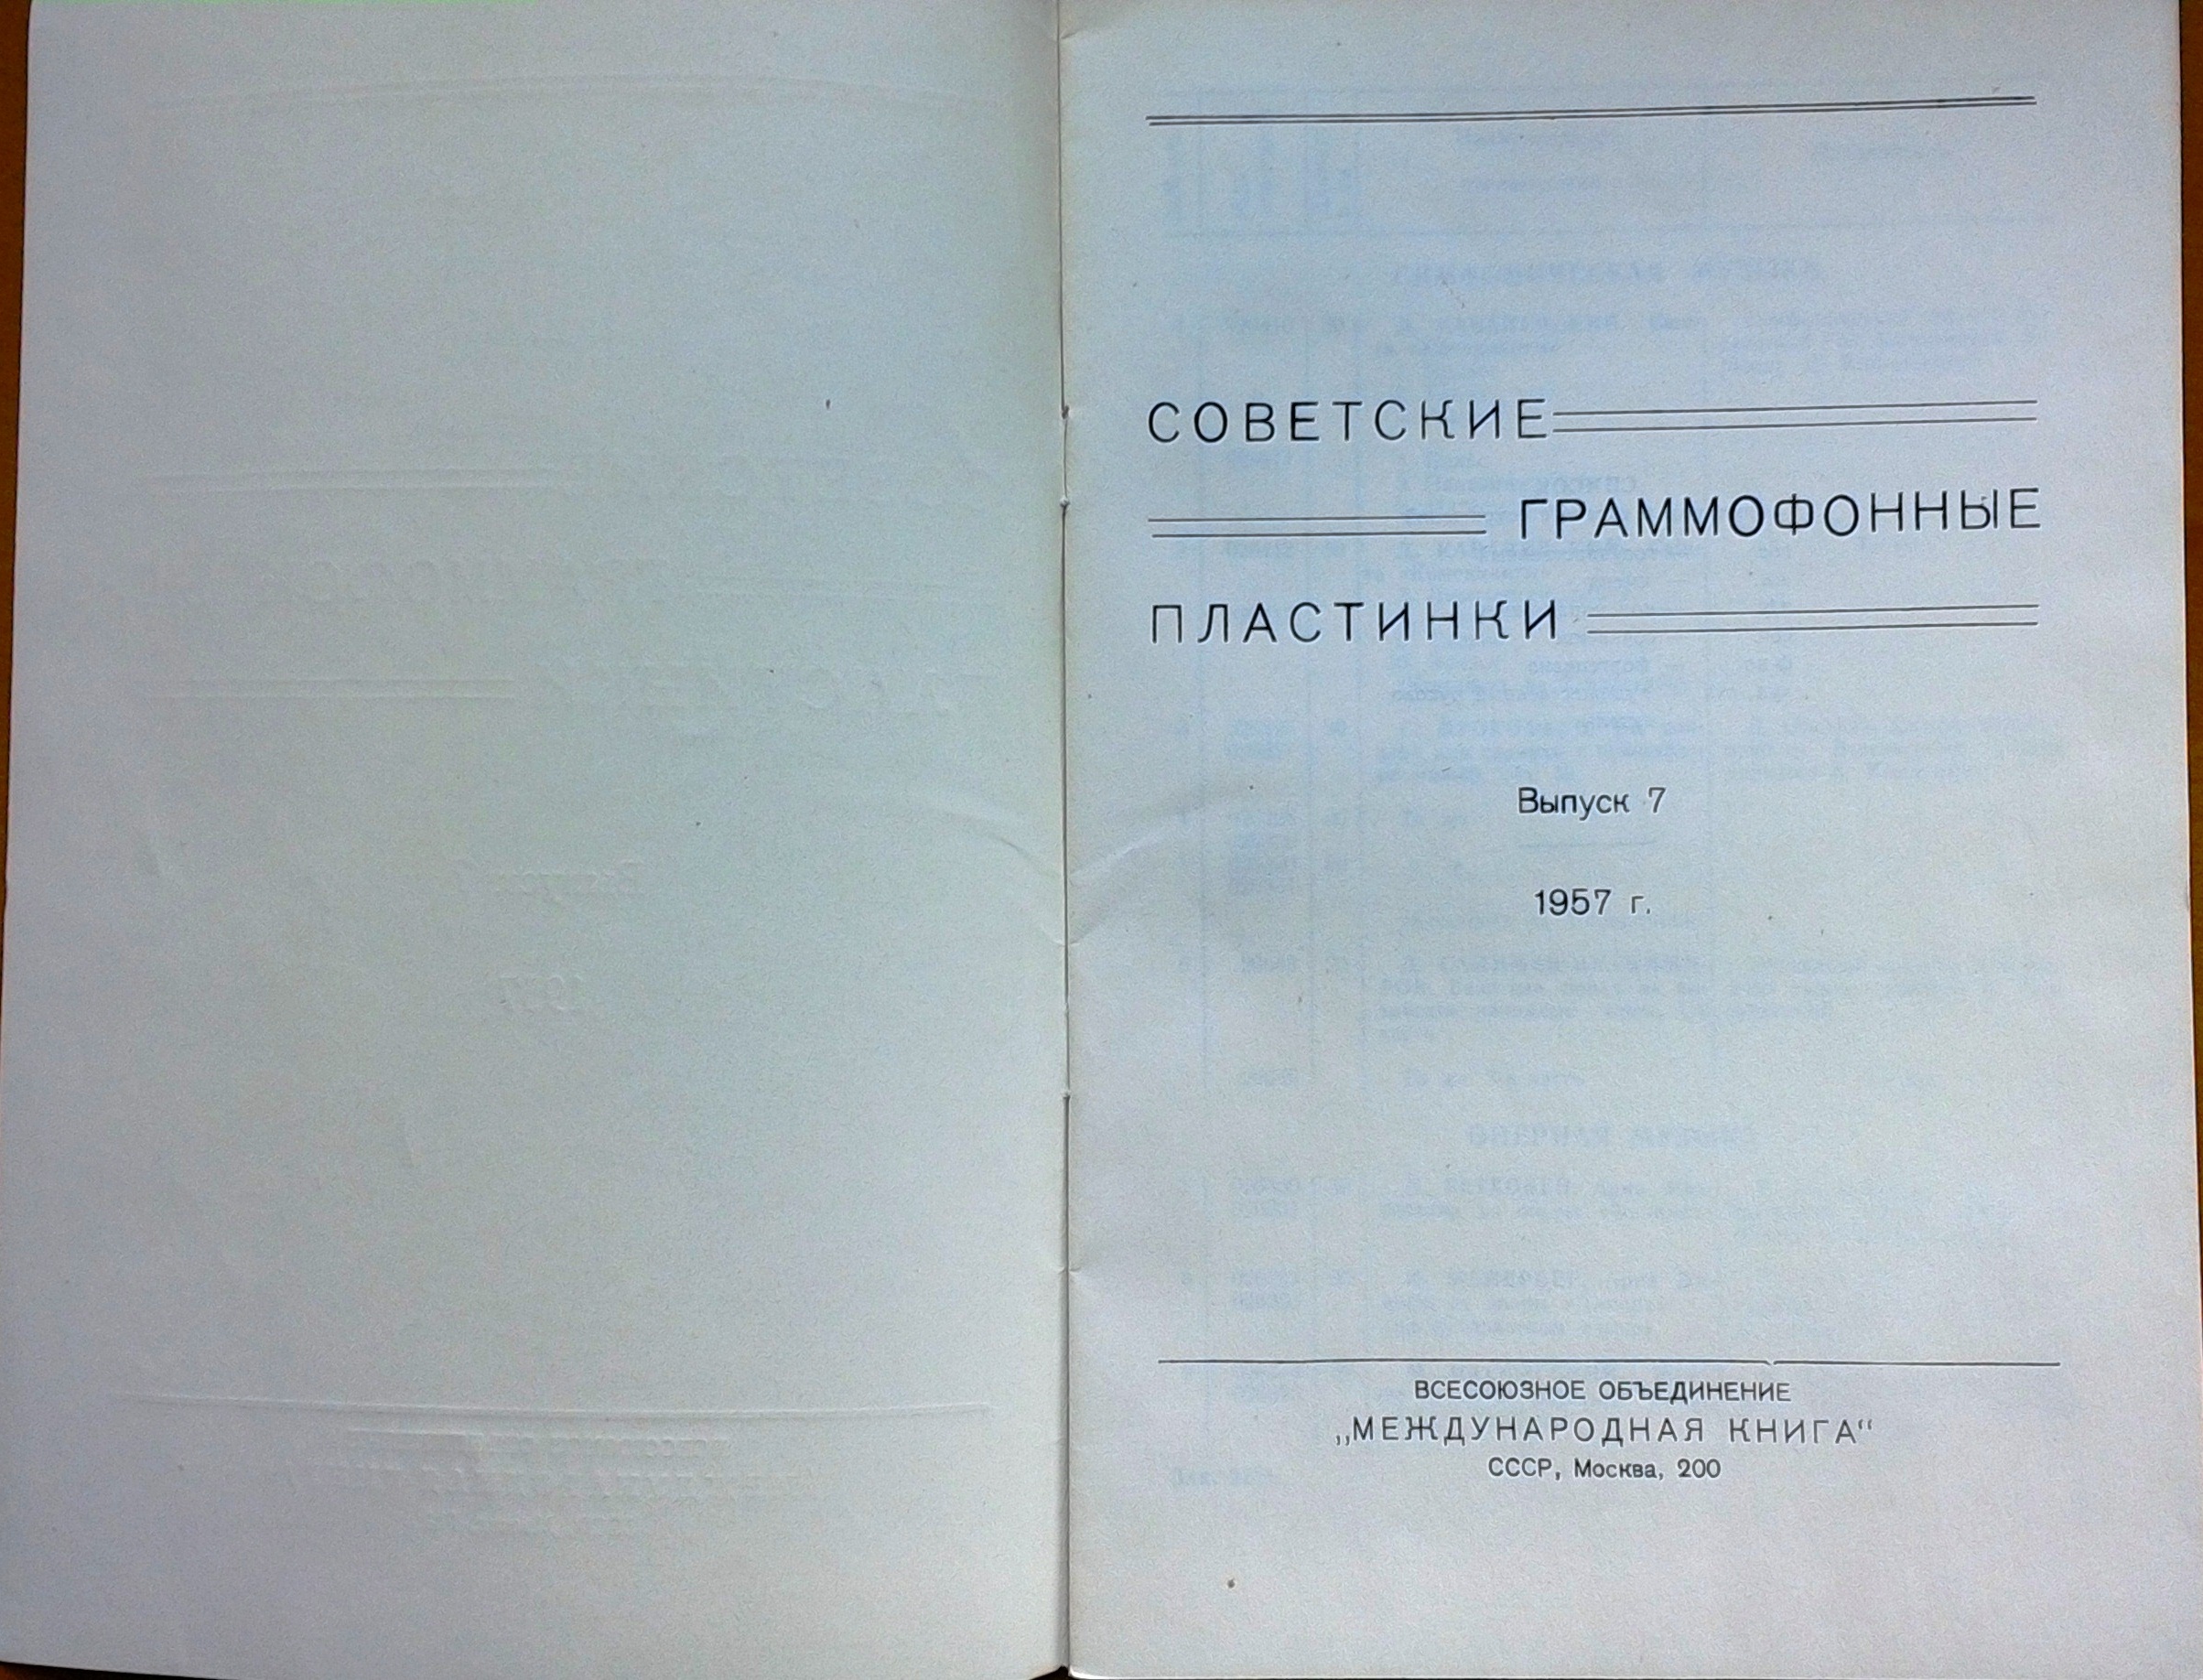 СОВЕТСКИЕ
ГРАММОФОННЫЕ
ПЛАСТИНКИ
Выпуск 7
1957 г.
ВСЕСОЮЗНОЕ ОБЪЕДИНЕНИЕ
„МЕЖДУНАРОДНАЯ КНИГА“
СССР, Москва, 200